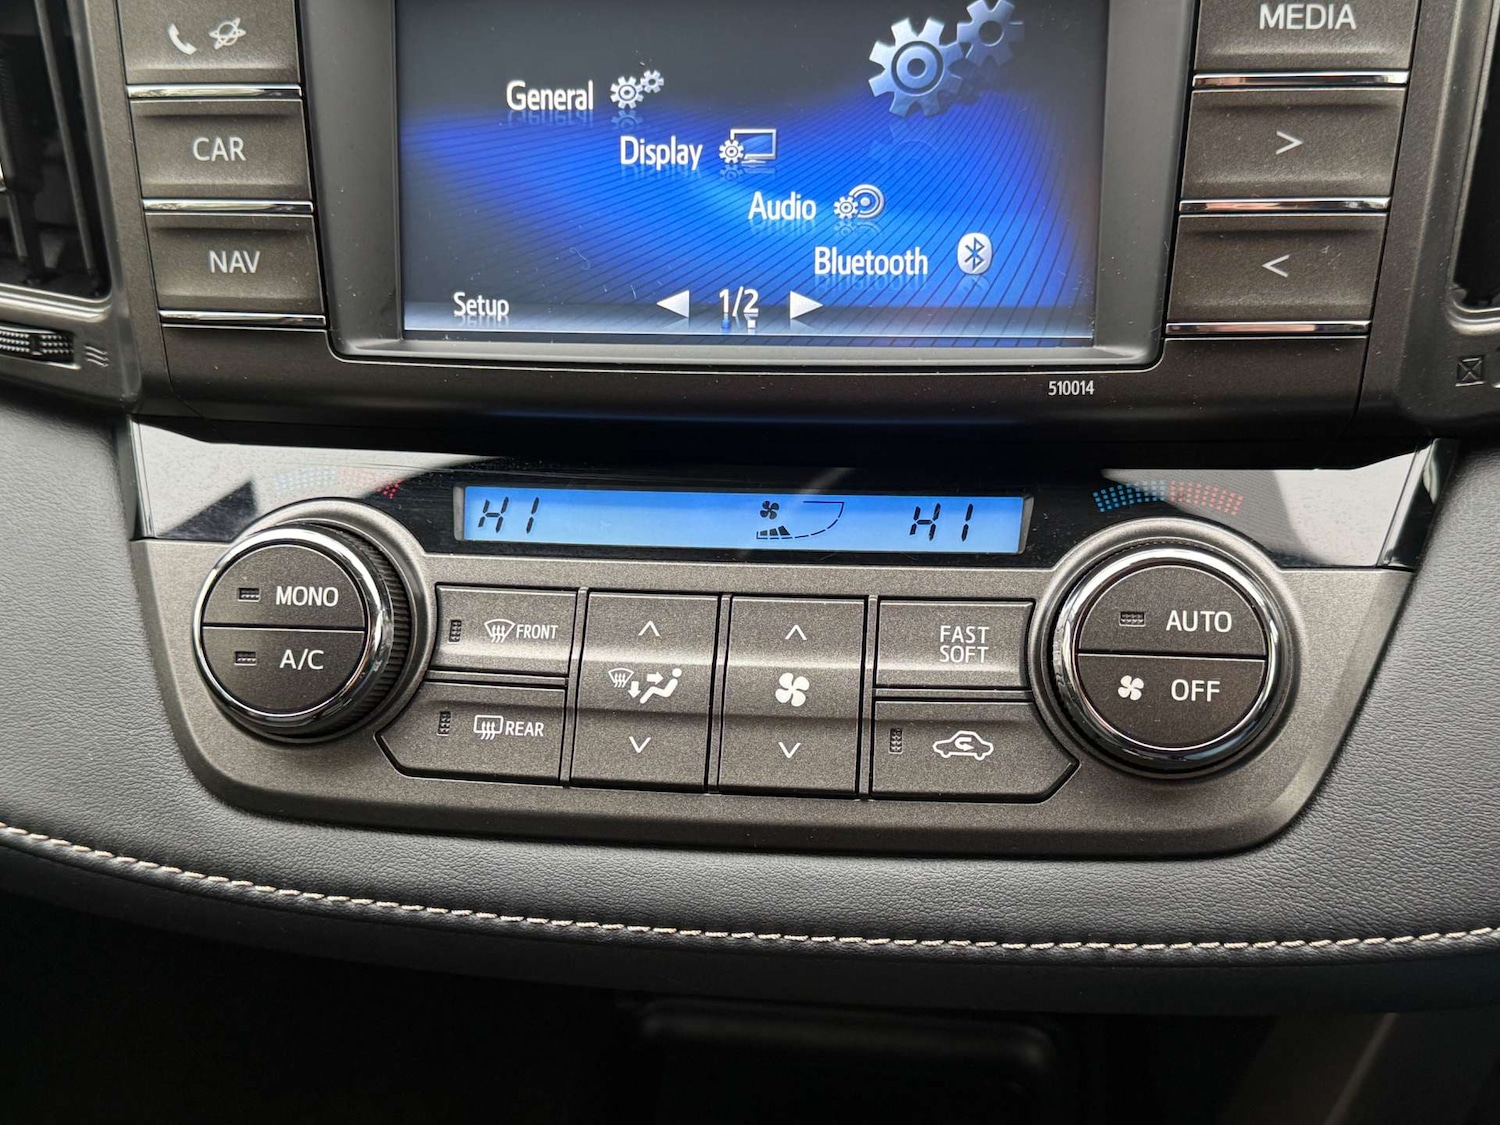 MEDIA
General
Display
Audio
Bluetooth
Setup
1/2
CAR
NAV
>
<
510014
HI
HI
MONO
A/C
FRONT
REAR
FAST
SOFT
AUTO
OFF